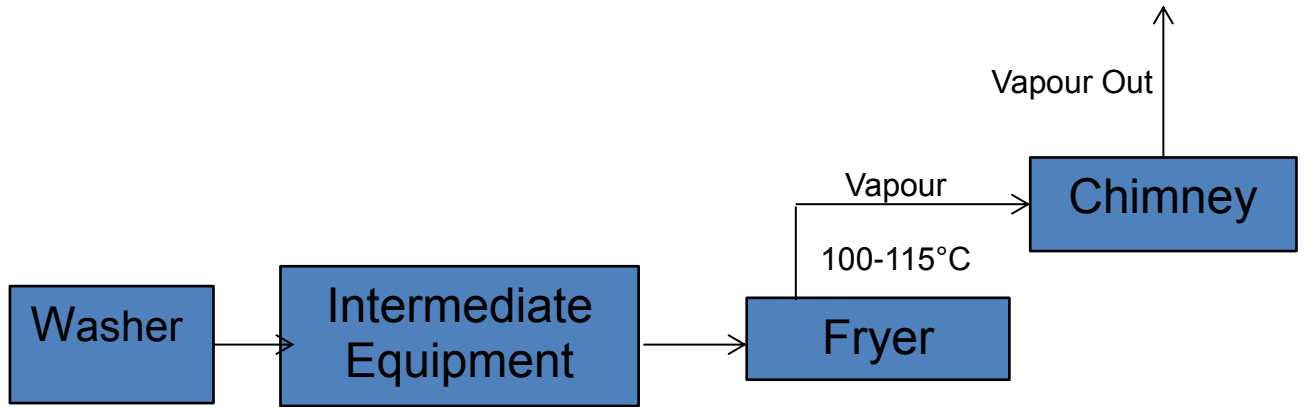 Vapour Out
Vapour
Chimney
100-115°C
Washer
Intermediate
Equipment
Fryer